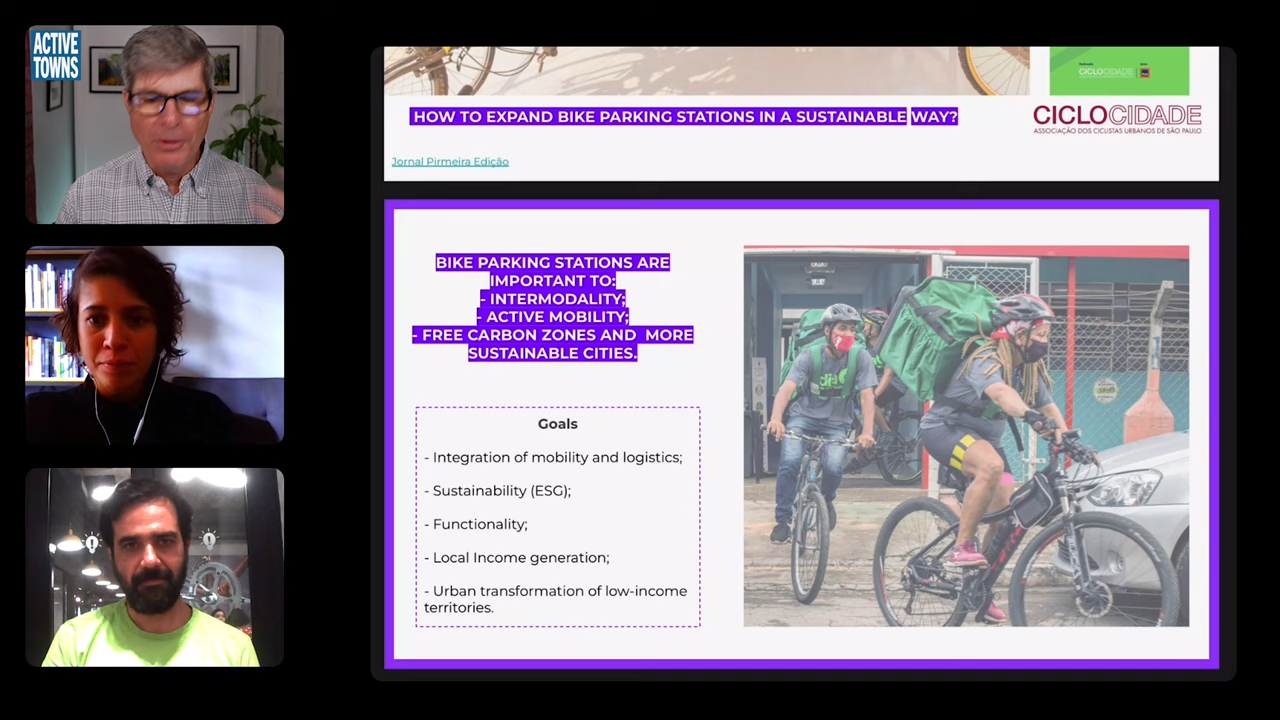 ACTIVE
TOWNS
CICLOCIDADE
HOW TO EXPAND BIKE PARKING STATIONS IN A SUSTAINABLE WAY?
CICLOCIDADE
ASSOCIAÇÃO DOS CICLISTAS URBANOS DE SÃO PAULO
Jornal Pirmeira Edição
BIKE PARKING STATIONS ARE
IMPORTANT TO:
- INTERMODALITY;
- ACTIVE MOBILITY;
- FREE CARBON ZONES AND MORE
SUSTAINABLE CITIES.
Goals
- Integration of mobility and logistics;
- Sustainability (ESG);
- Functionality;
- Local Income generation;
- Urban transformation of low-income
territories.